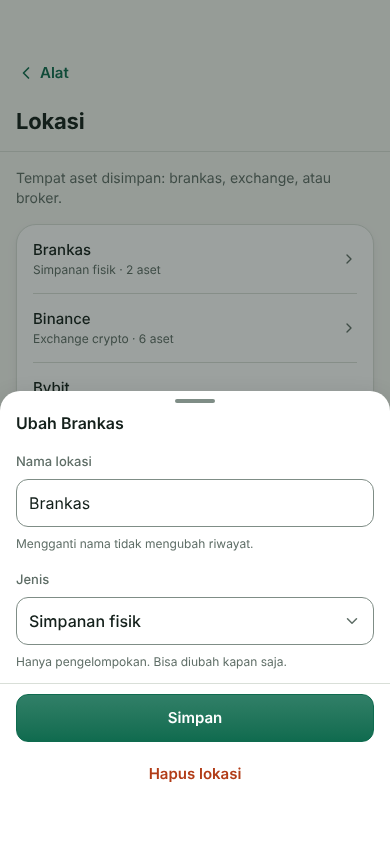 Alat
Lokasi
Tempat aset disimpan: brankas, exchange, atau
broker.
Brankas
Simpanan fisik · 2 aset
Binance
Exchange crypto · 6 aset
Bybit
Ubah Brankas
Nama lokasi
Brankas
Mengganti nama tidak mengubah riwayat.
Jenis
Simpanan fisik
Hanya pengelompokan. Bisa diubah kapan saja.
Simpan
Hapus lokasi